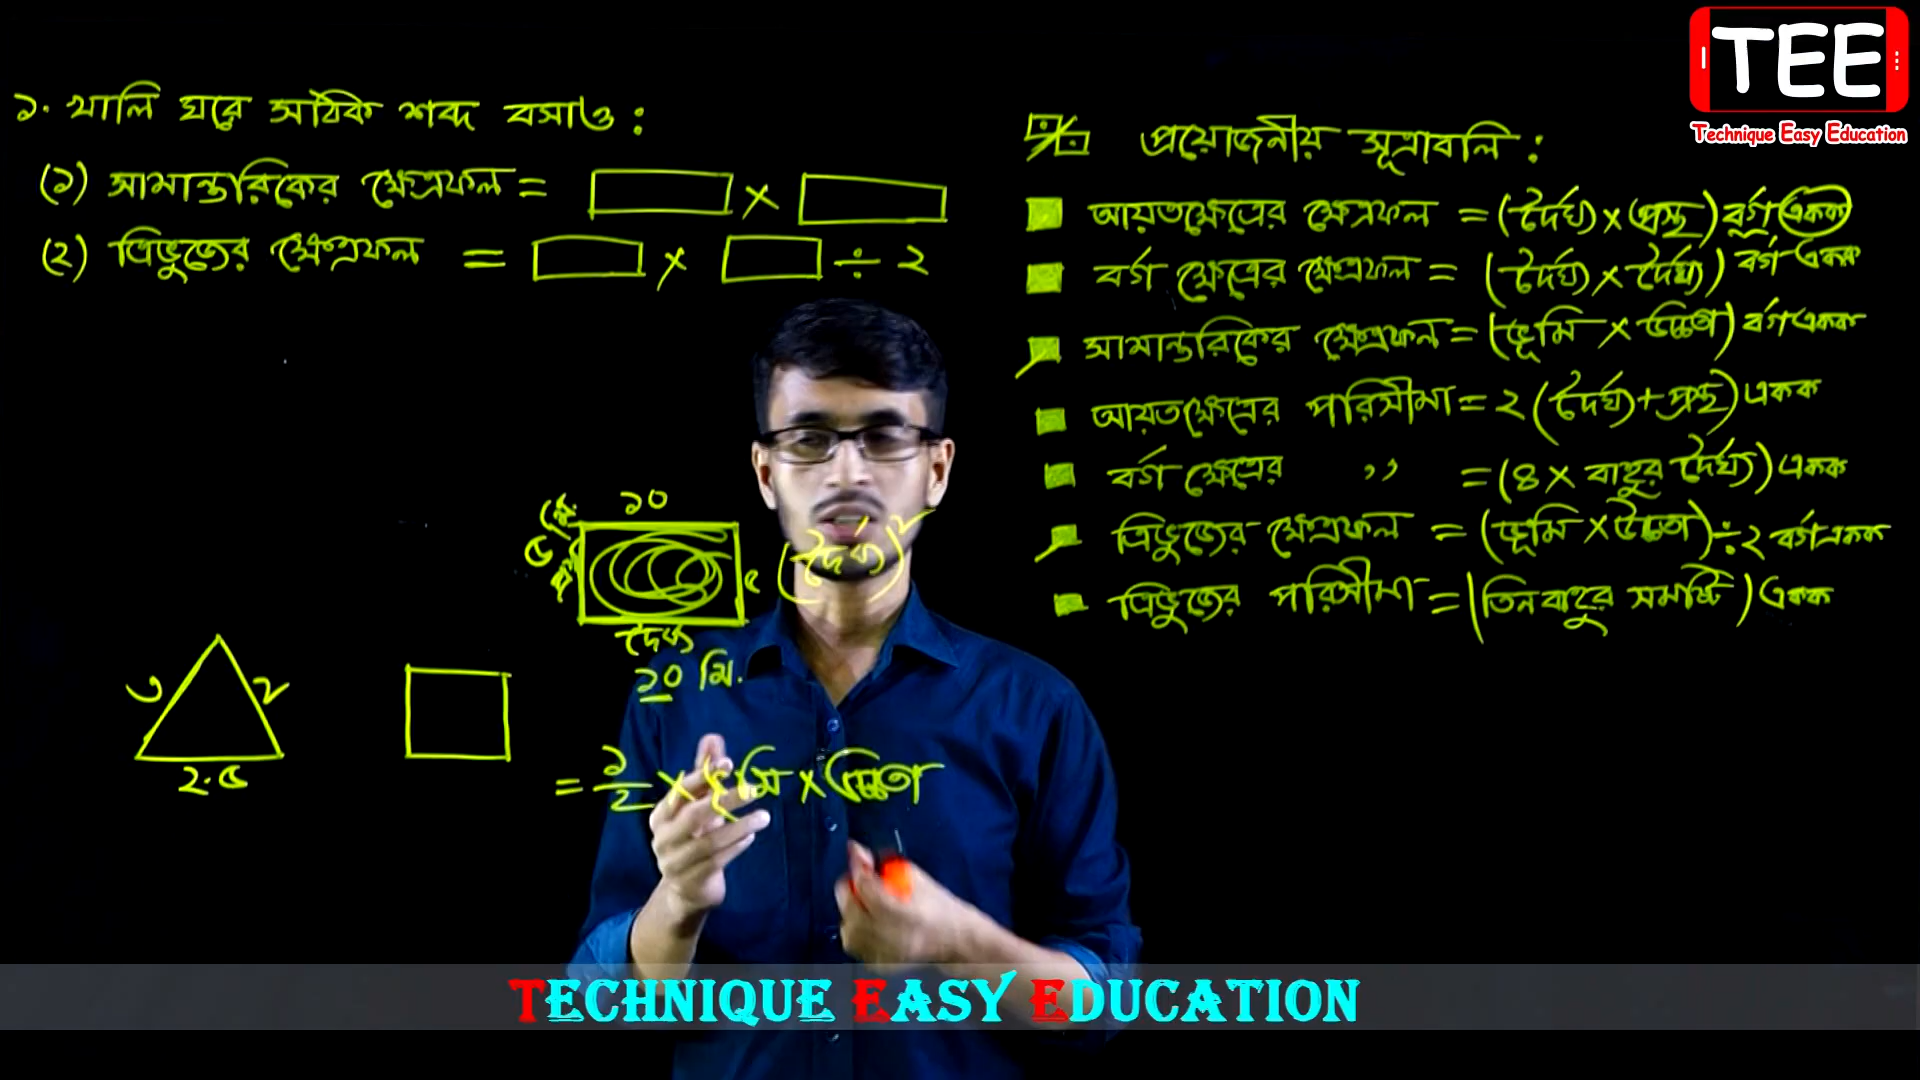 ১. খালি ঘরে সঠিক শব্দ বসাও :
(১) সামান্তরিকের ক্ষেত্রফল = ×
(২) ত্রিভুজের ক্ষেত্রফল = × ÷ ২
১০
৫ মি.
(দৈর্ঘ্য)২
দৈর্ঘ্য
১০ মি.
৩
২
২.৫
= ১/২ × ভূমি × উচ্চতা
প্রয়োজনীয় সূত্রাবলি :
আয়তক্ষেত্রের ক্ষেত্রফল = (দৈর্ঘ্য × প্রস্থ) বর্গ একক
বর্গ ক্ষেত্রের ক্ষেত্রফল = (দৈর্ঘ্য × দৈর্ঘ্য) বর্গ একক
সামান্তরিকের ক্ষেত্রফল = (ভূমি × উচ্চতা) বর্গ একক
আয়তক্ষেত্রের পরিসীমা = ২ (দৈর্ঘ্য + প্রস্থ) একক
বর্গ ক্ষেত্রের ,, = (৪ × বাহুর দৈর্ঘ্য) একক
ত্রিভুজের ক্ষেত্রফল = (ভূমি × উচ্চতা) ÷ ২ বর্গ একক
ত্রিভুজের পরিসীমা = (তিন বাহুর সমষ্টি) একক
TEE
Technique Easy Education
TECHNIQUE EASY EDUCATION